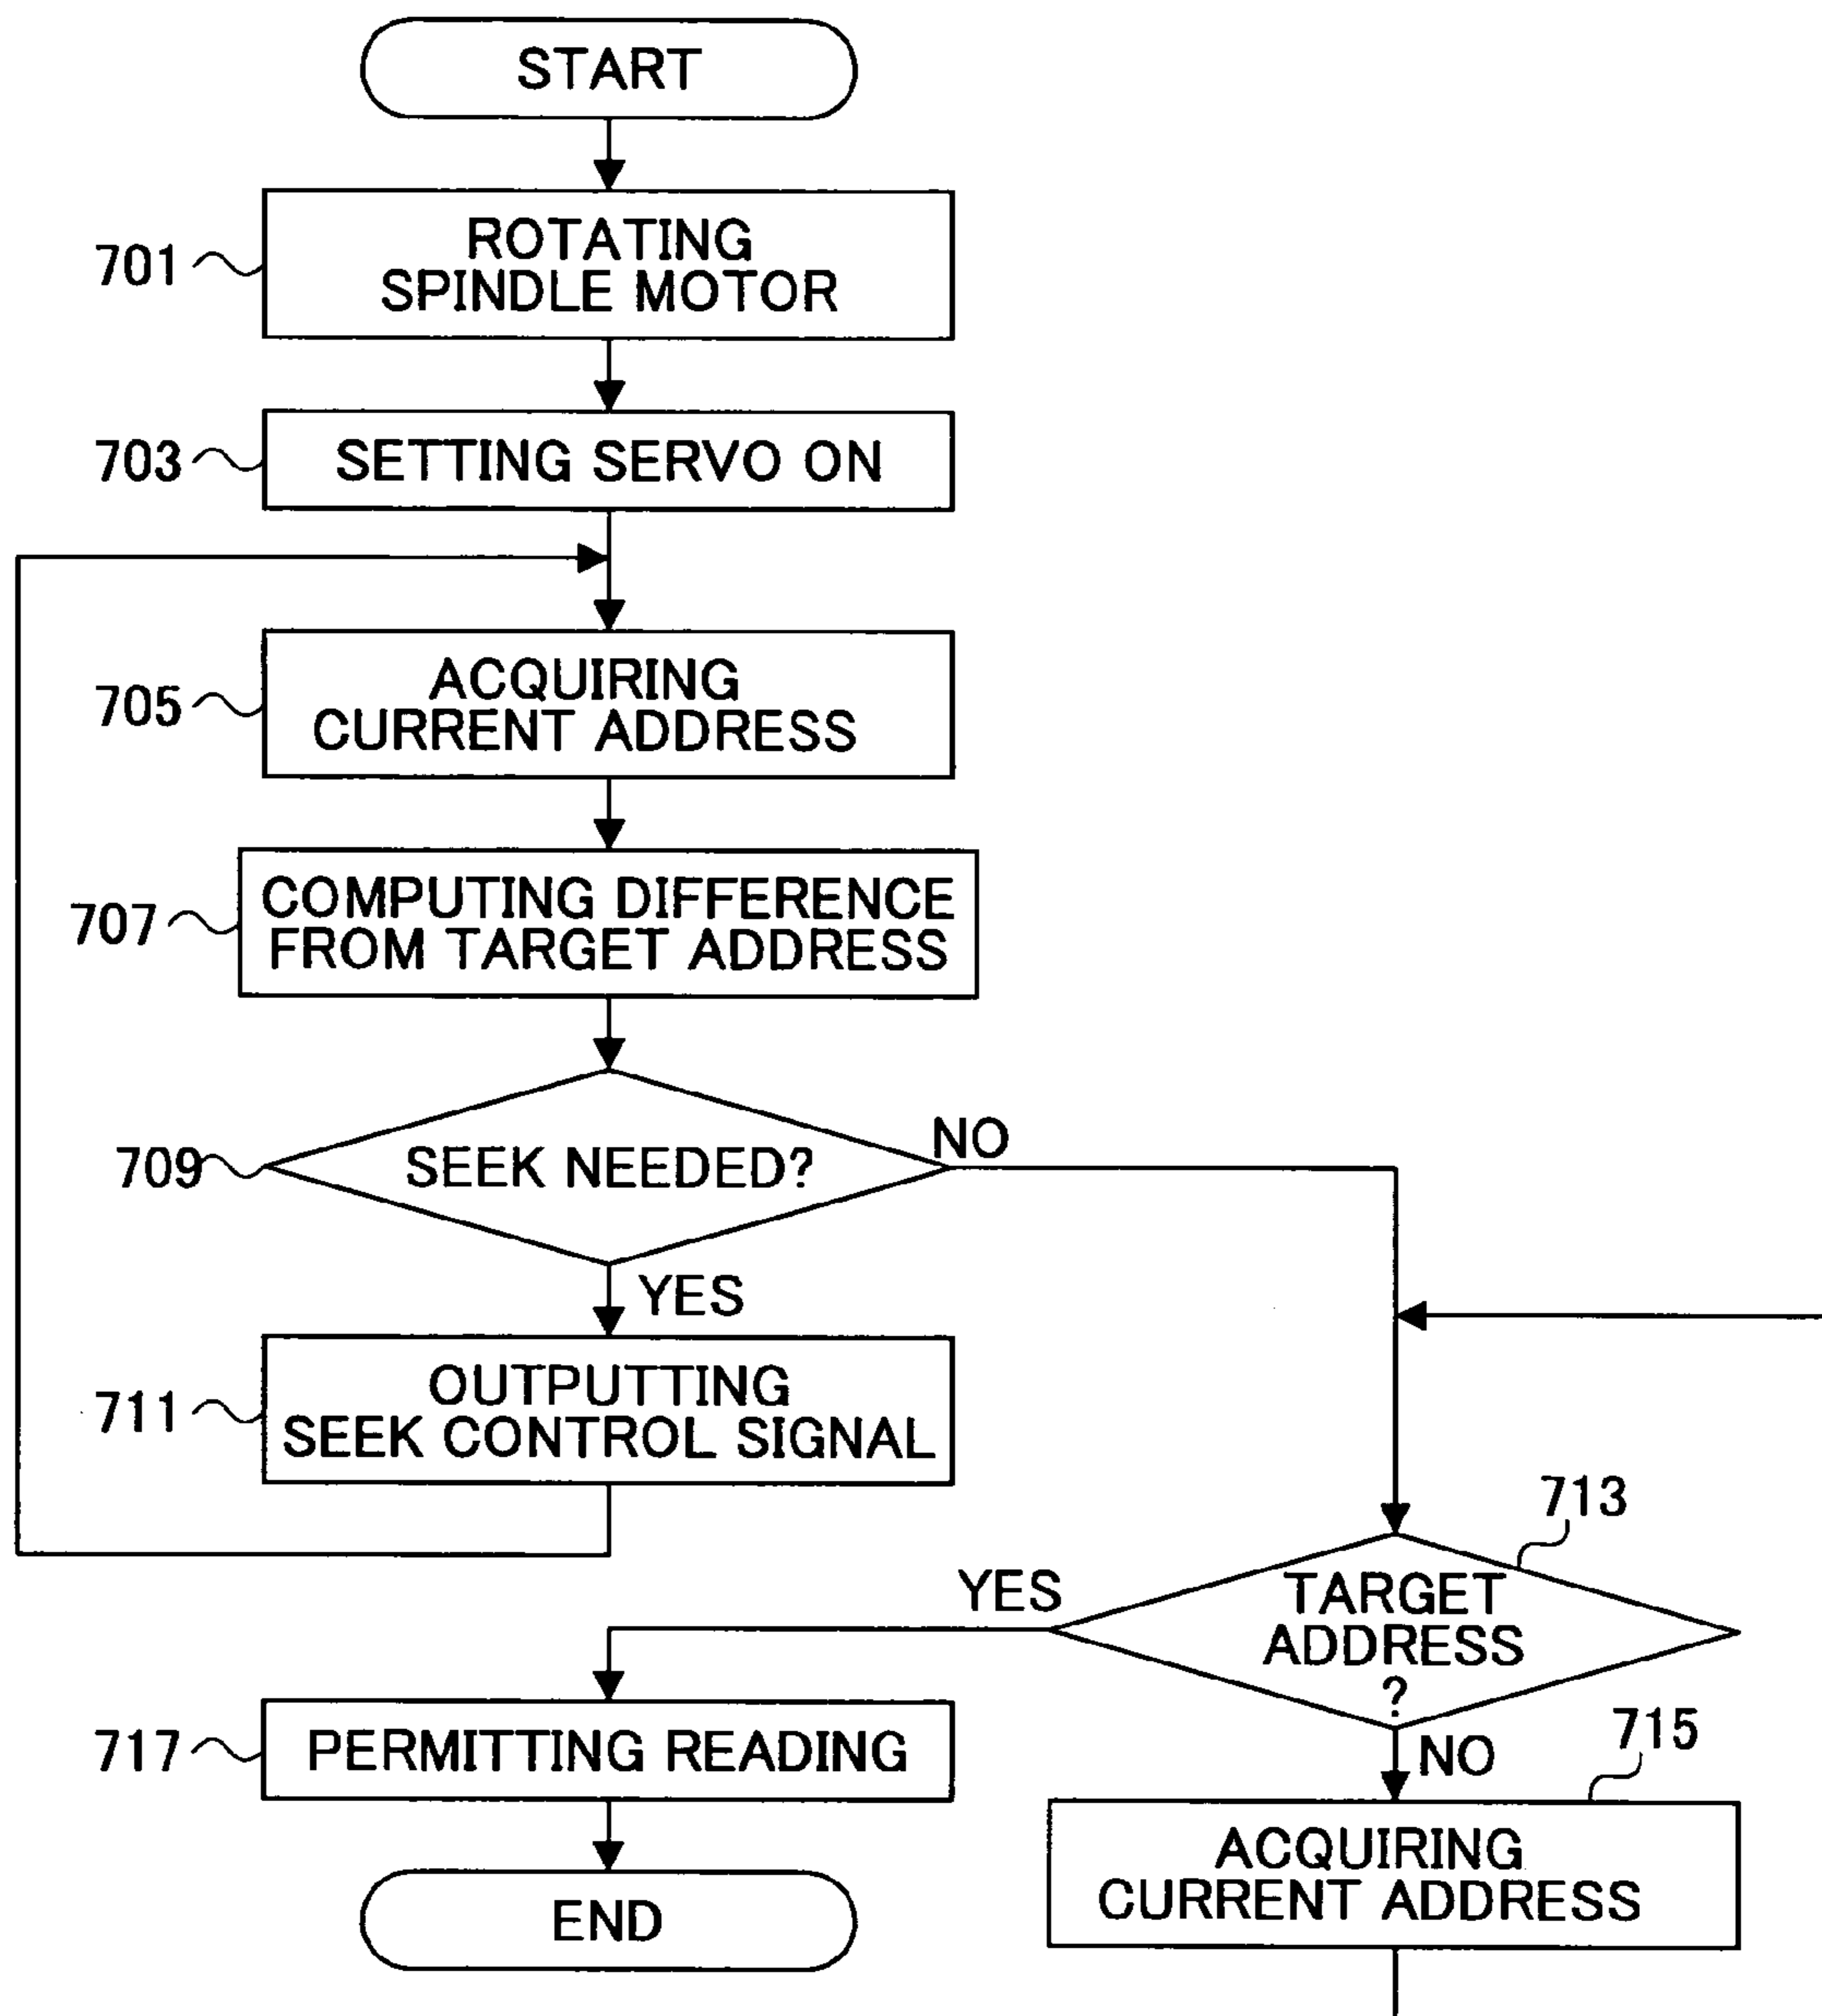 START
701
ROTATING
SPINDLE MOTOR
703
SETTING SERVO ON
705
ACQUIRING
CURRENT ADDRESS
707
COMPUTING DIFFERENCE
FROM TARGET ADDRESS
709
SEEK NEEDED?
NO
YES
711
OUTPUTTING
SEEK CONTROL SIGNAL
713
TARGET
ADDRESS
?
YES
NO
715
ACQUIRING
CURRENT ADDRESS
717
PERMITTING READING
END